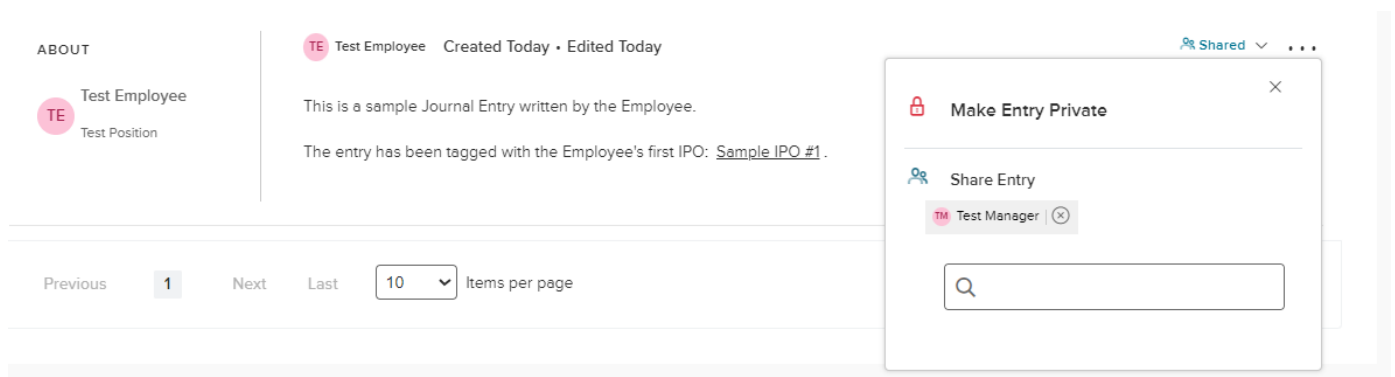 ABOUT
TE Test Employee
Test Position
TE Test Employee Created Today • Edited Today
Shared ...
This is a sample Journal Entry written by the Employee.
The entry has been tagged with the Employee's first IPO: Sample IPO #1 .
Make Entry Private
Share Entry
TM Test Manager
Previous 1 Next Last 10 Items per page